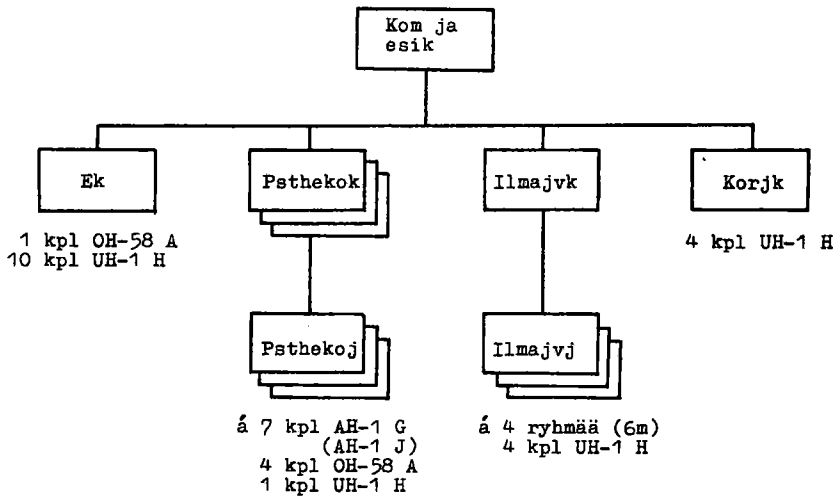 Kom ja
esik
Ek
Psthekok
Ilmajvk
Korjk
1 kpl OH-58 A
10 kpl UH-1 H
4 kpl UH-1 H
Psthekoj
Ilmajvj
á 7 kpl AH-1 G
(AH-1 J)
4 kpl OH-58 A
1 kpl UH-1 H
á 4 ryhmää (6m)
4 kpl UH-1 H